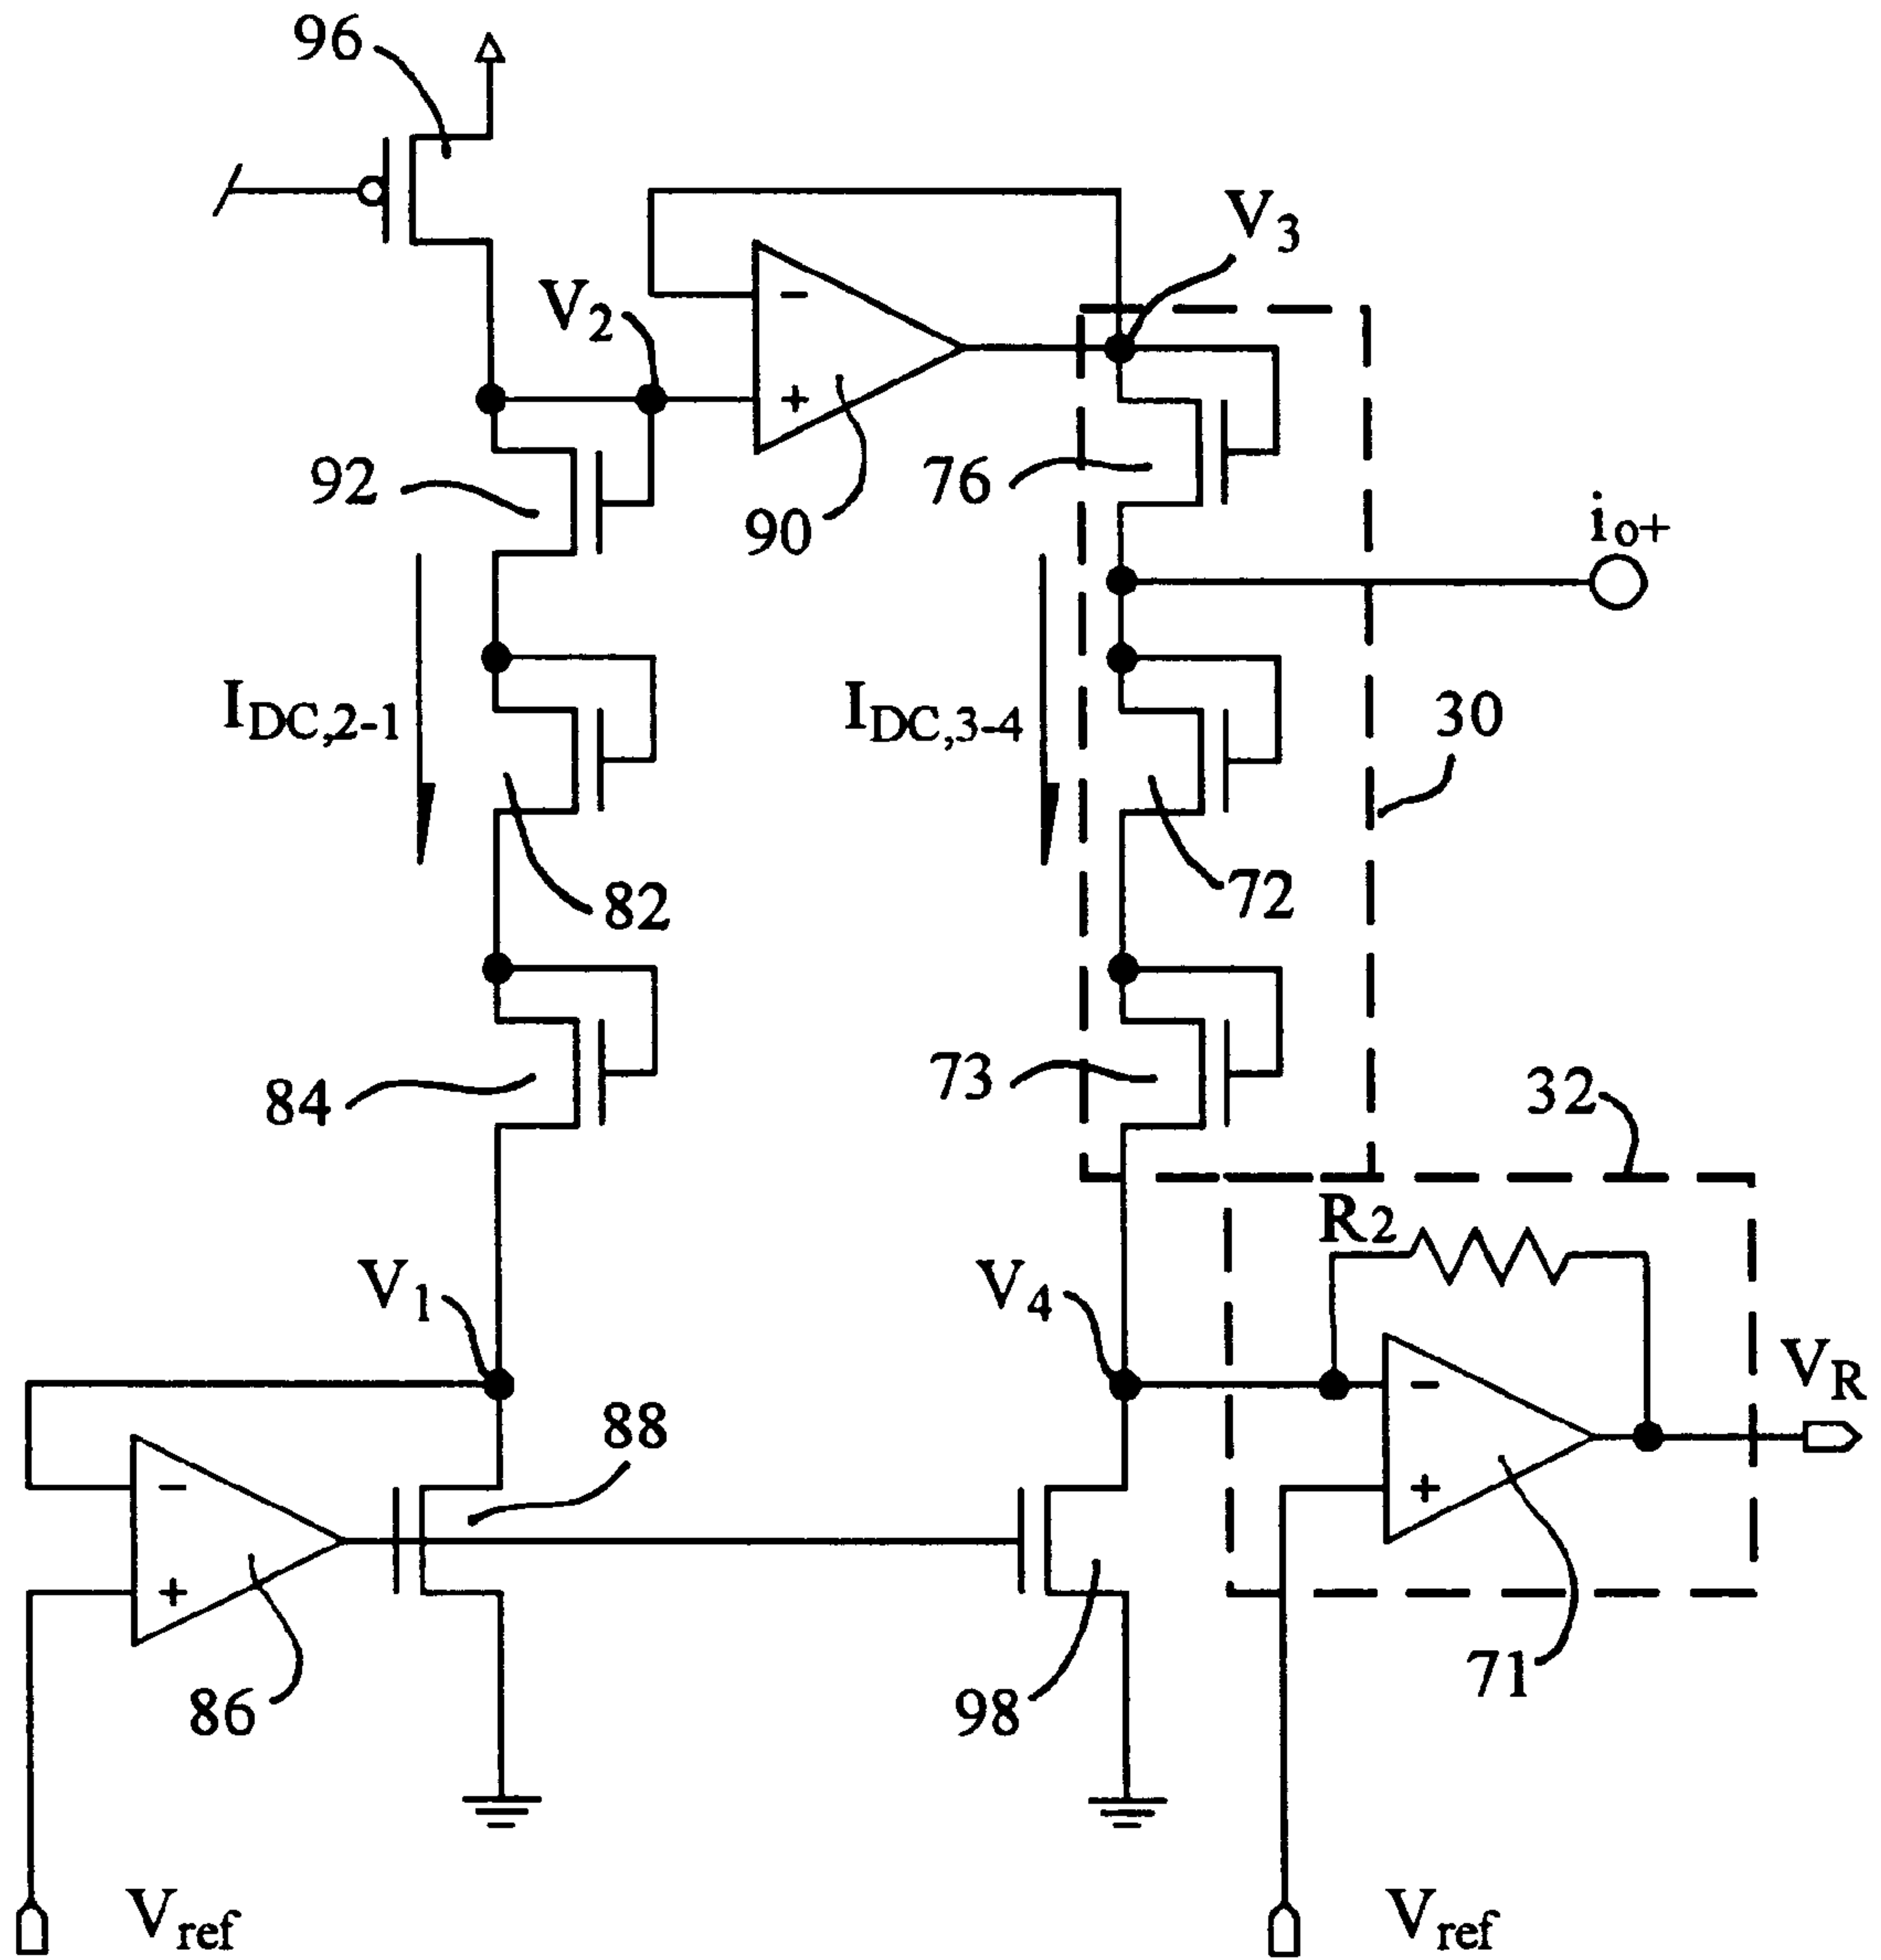 96
V3
V2
-
+
92
76
90
io+
IDC,2-1
IDC,3-4
30
82
72
84
73
32
R2
V1
V4
88
-
VR
-
+
+
86
98
71
Vref
Vref